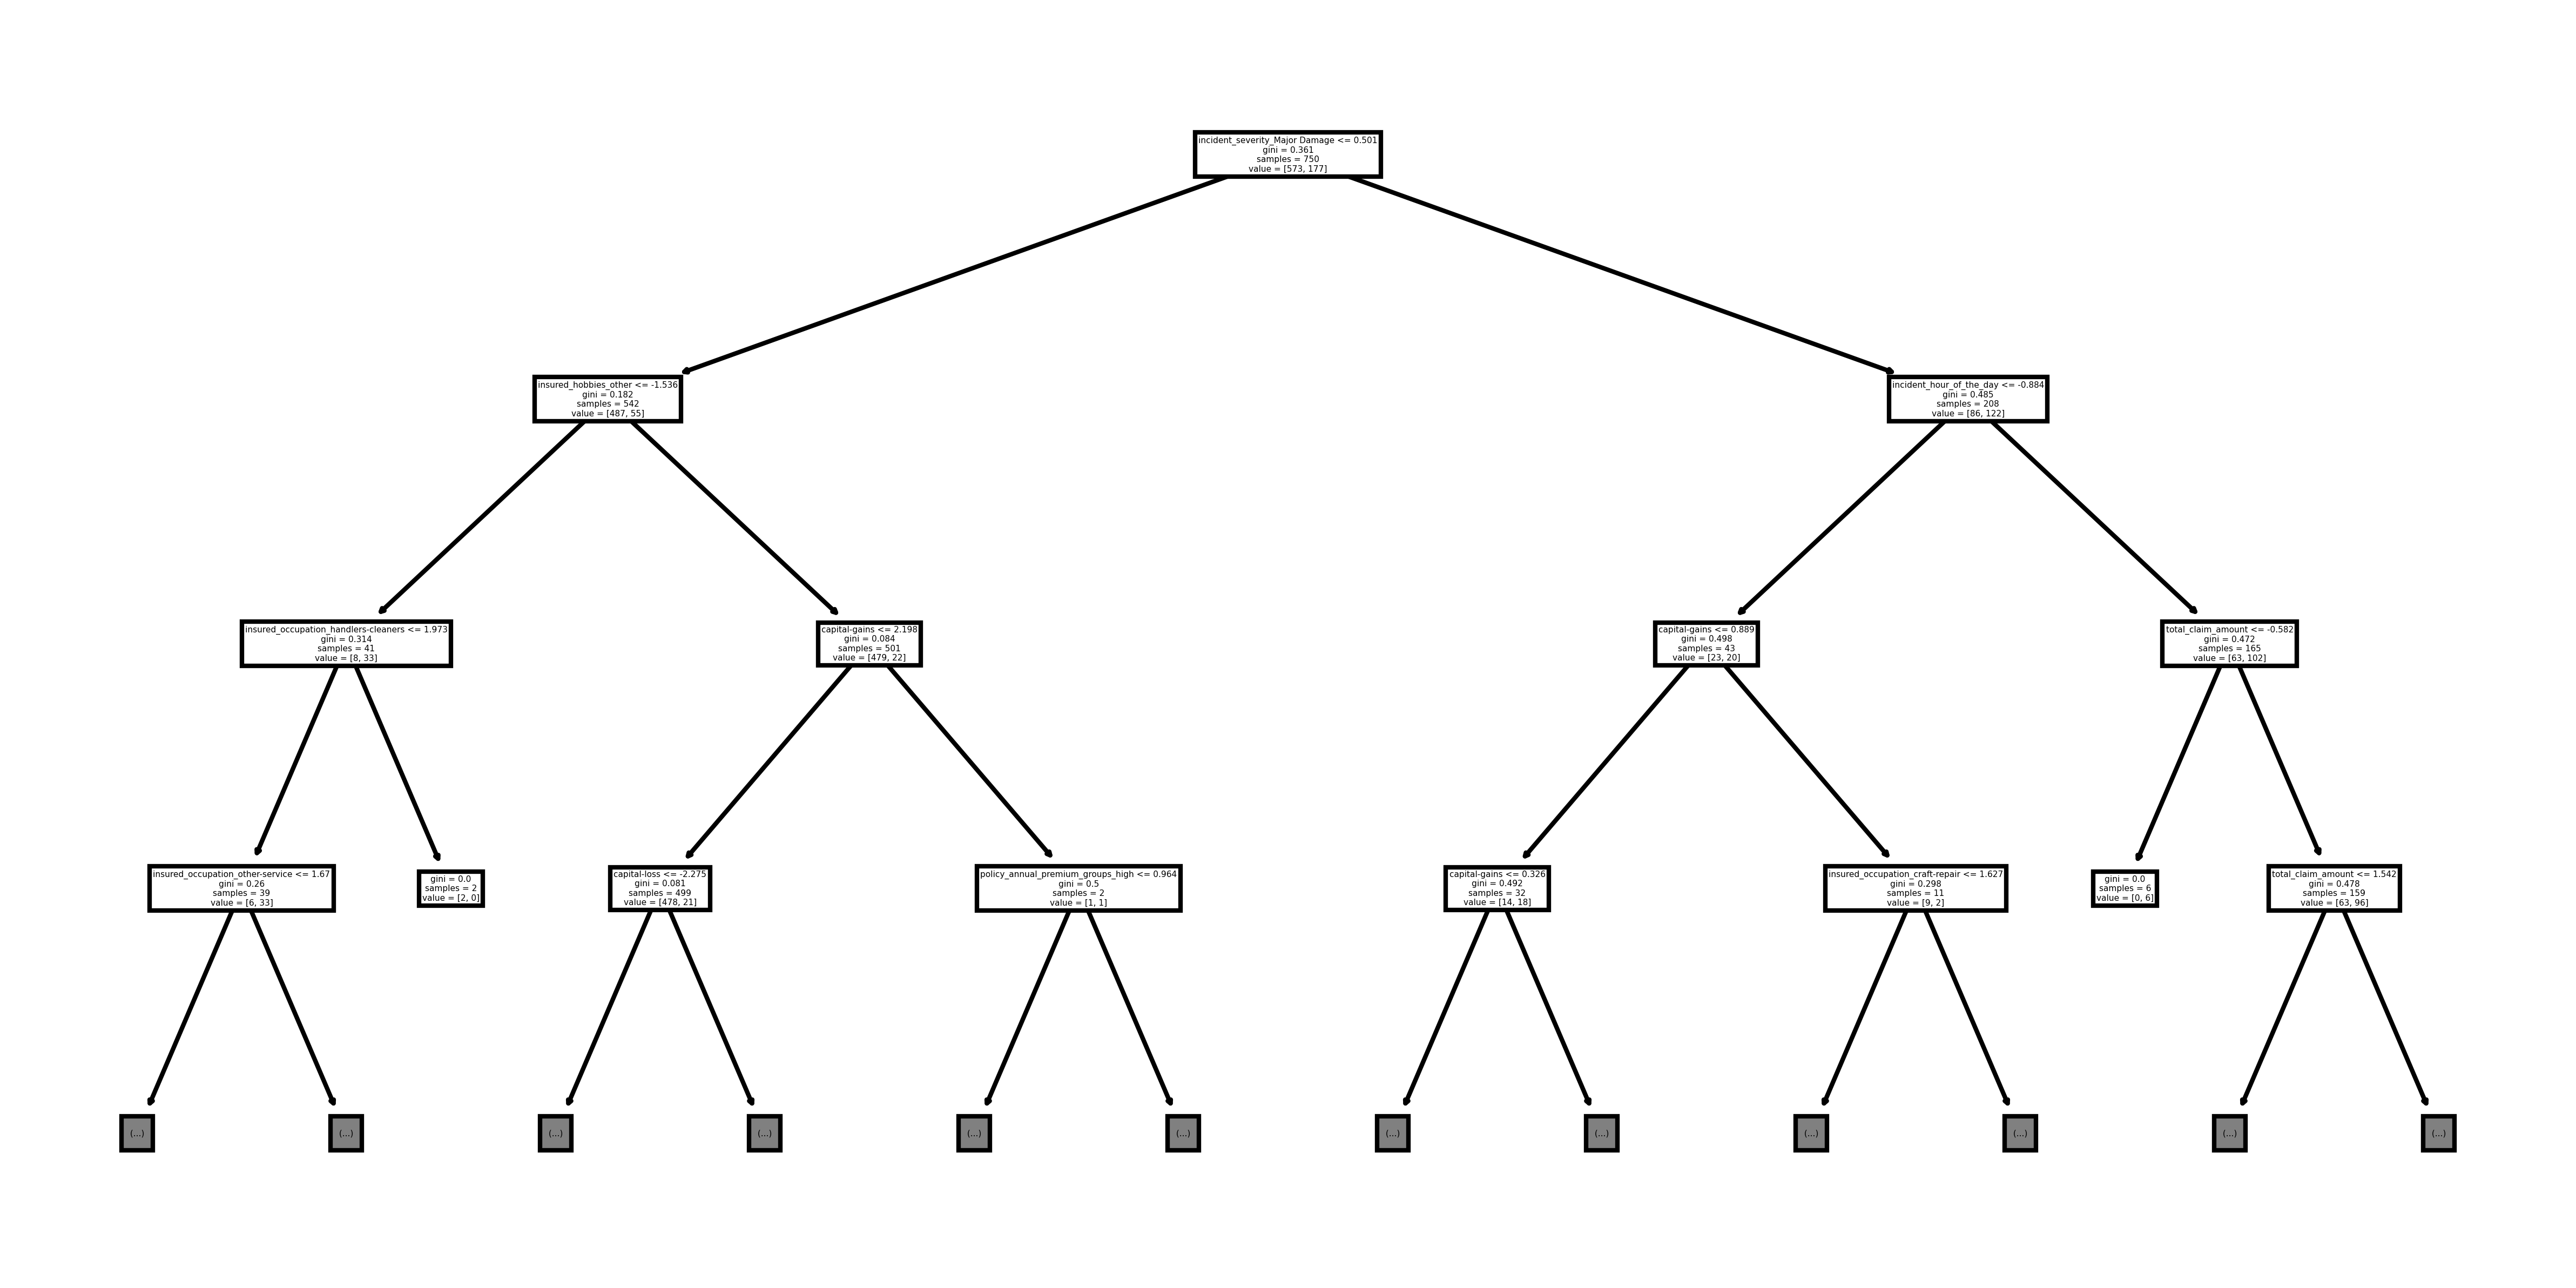 incident_severity_Major Damage <= 0.501
gini = 0.361
samples = 750
value = [573, 177]
insured_hobbies_other <= -1.536
gini = 0.182
samples = 542
value = [487, 55]
incident_hour_of_the_day <= -0.884
gini = 0.485
samples = 208
value = [86, 122]
insured_occupation_handlers-cleaners <= 1.973
gini = 0.314
samples = 41
value = [8, 33]
capital-gains <= 2.198
gini = 0.084
samples = 501
value = [479, 22]
capital-gains <= 0.889
gini = 0.498
samples = 43
value = [23, 20]
total_claim_amount <= -0.582
gini = 0.472
samples = 165
value = [63, 102]
insured_occupation_other-service <= 1.67
gini = 0.26
samples = 39
value = [6, 33]
gini = 0.0
samples = 2
value = [2, 0]
capital-loss <= -2.275
gini = 0.081
samples = 499
value = [478, 21]
policy_annual_premium_groups_high <= 0.964
gini = 0.5
samples = 2
value = [1, 1]
capital-gains <= 0.326
gini = 0.492
samples = 32
value = [14, 18]
insured_occupation_craft-repair <= 1.627
gini = 0.298
samples = 11
value = [9, 2]
gini = 0.0
samples = 6
value = [0, 6]
total_claim_amount <= 1.542
gini = 0.478
samples = 159
value = [63, 96]
(...)
(...)
(...)
(...)
(...)
(...)
(...)
(...)
(...)
(...)
(...)
(...)